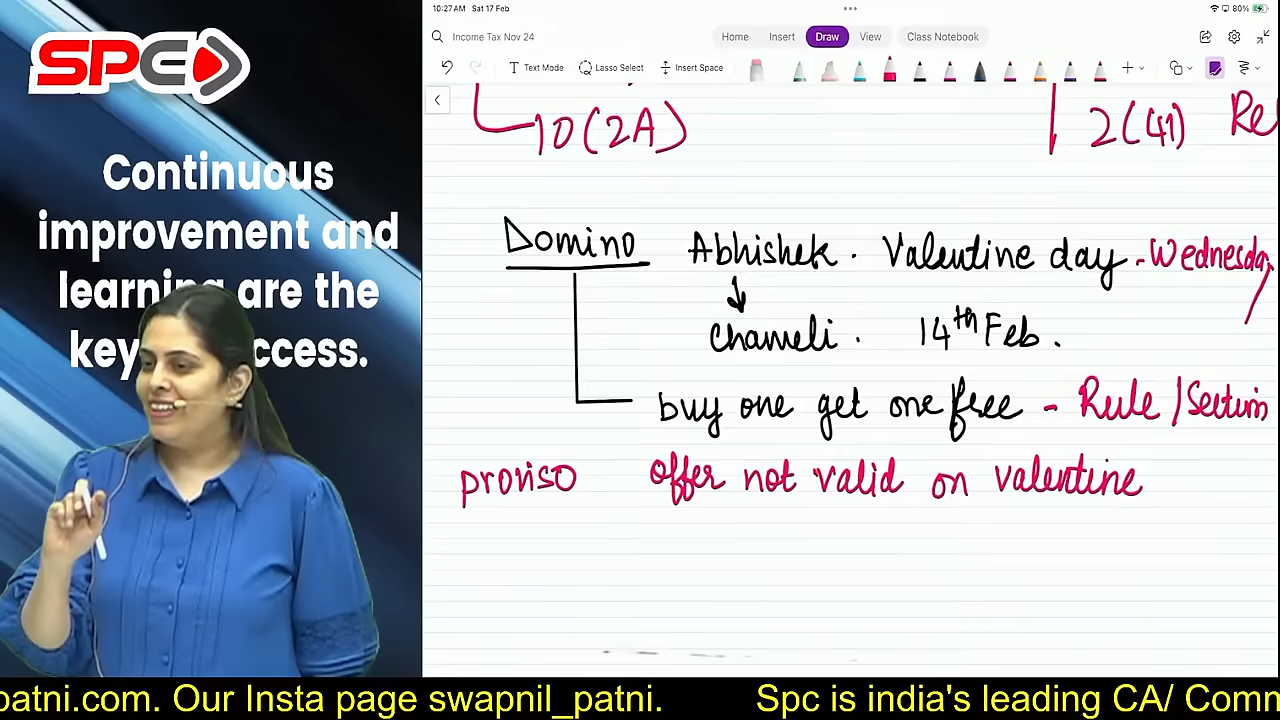 SPC
Continuous
improvement and
learning are the
key success.
10:27 AM Sat 17 Feb
80%
Income Tax Nov 24
Home Insert Draw View Class Notebook
Text Mode Lasso Select Insert Space
10(2A)
2(41)
Domino Abhishek. Valentine day - Wednesday
Chameli. 14th Feb.
buy one get one free - Rule / Section
proviso offer not valid on valentine
patni.com. Our Insta page swapnil_patni. Spc is india's leading CA/ Comm